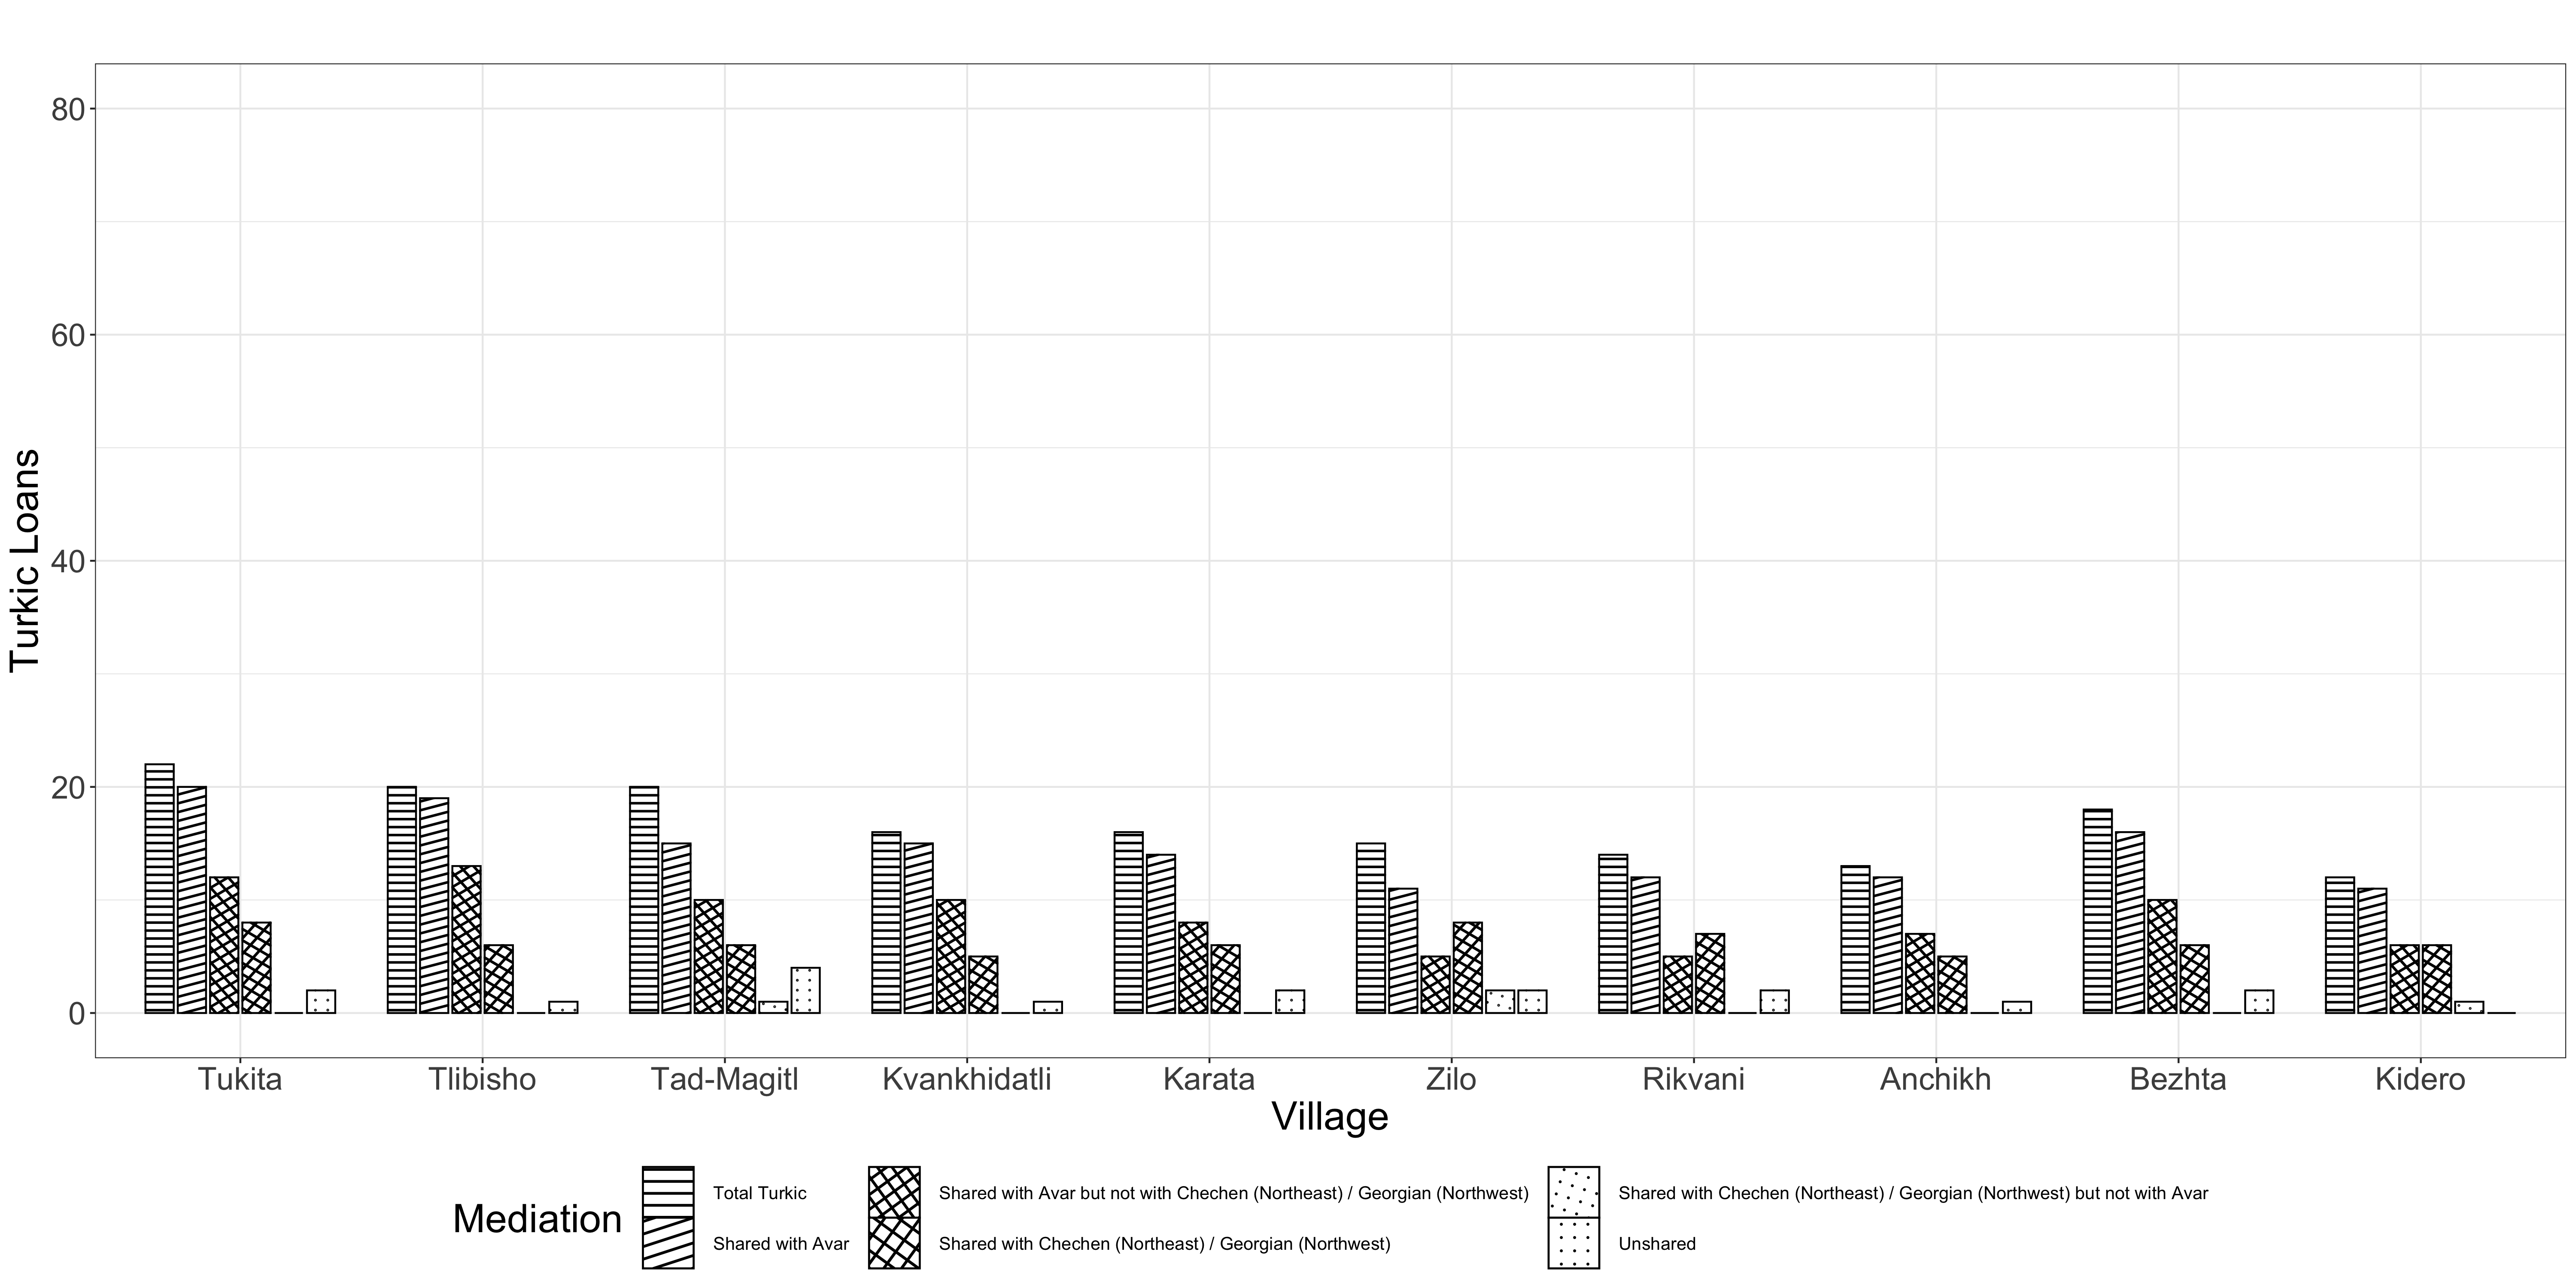 80
60
40
20
0
Turkic Loans
Tukita Tlibisho Tad-Magitl Kvankhidatli Karata Zilo Rikvani Anchikh Bezhta Kidero
Village
Mediation
Total Turkic
Shared with Avar
Shared with Avar but not with Chechen (Northeast) / Georgian (Northwest)
Shared with Chechen (Northeast) / Georgian (Northwest)
Shared with Chechen (Northeast) / Georgian (Northwest) but not with Avar
Unshared